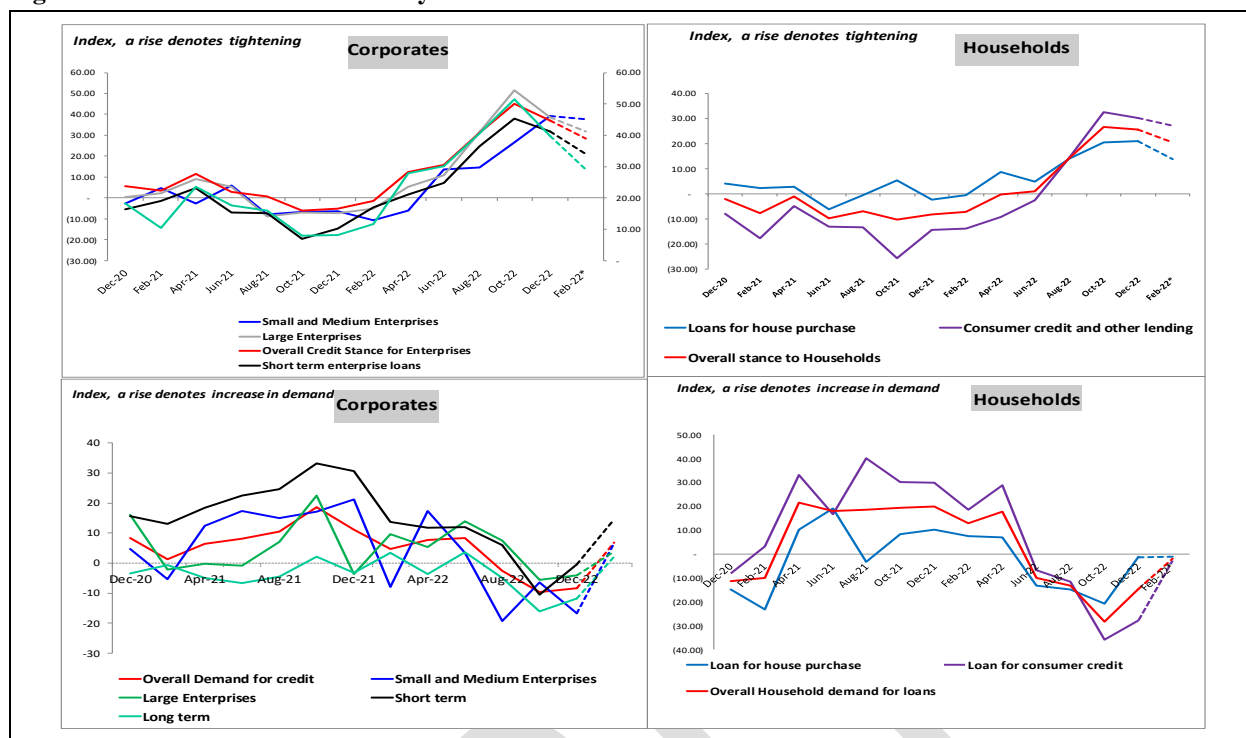 Index, a rise denotes tightening
Corporates
60.00
50.00
40.00
30.00
20.00
10.00
-
(10.00)
(20.00)
(30.00)
60.00
50.00
40.00
30.00
20.00
10.00
-
Dec-20
Feb-21
Apr-21
Jun-21
Aug-21
Oct-21
Dec-21
Feb-22
Apr-22
Jun-22
Aug-22
Oct-22
Dec-22
Feb-22*
Small and Medium Enterprises
Large Enterprises
Overall Credit Stance for Enterprises
Short term enterprise loans
Index, a rise denotes tightening
Households
40.00
30.00
20.00
10.00
-
(10.00)
(20.00)
(30.00)
Dec-20
Feb-21
Apr-21
Jun-21
Aug-21
Oct-21
Dec-21
Feb-22
Apr-22
Jun-22
Aug-22
Oct-22
Dec-22
Feb-22*
Loans for house purchase
Consumer credit and other lending
Overall stance to Households
Index, a rise denotes increase in demand
Corporates
40
30
20
10
0
-10
-20
-30
Dec-20
Apr-21
Aug-21
Dec-21
Apr-22
Aug-22
Dec-22
Overall Demand for credit
Small and Medium Enterprises
Large Enterprises
Short term
Long term
Index, a rise denotes increase in demand
Households
50.00
40.00
30.00
20.00
10.00
-
(10.00)
(20.00)
(30.00)
(40.00)
Dec-20
Feb-21
Apr-21
Jun-21
Aug-21
Oct-21
Dec-21
Feb-22
Apr-22
Jun-22
Aug-22
Oct-22
Dec-22
Feb-22*
Loan for house purchase
Loan for consumer credit
Overall Household demand for loans